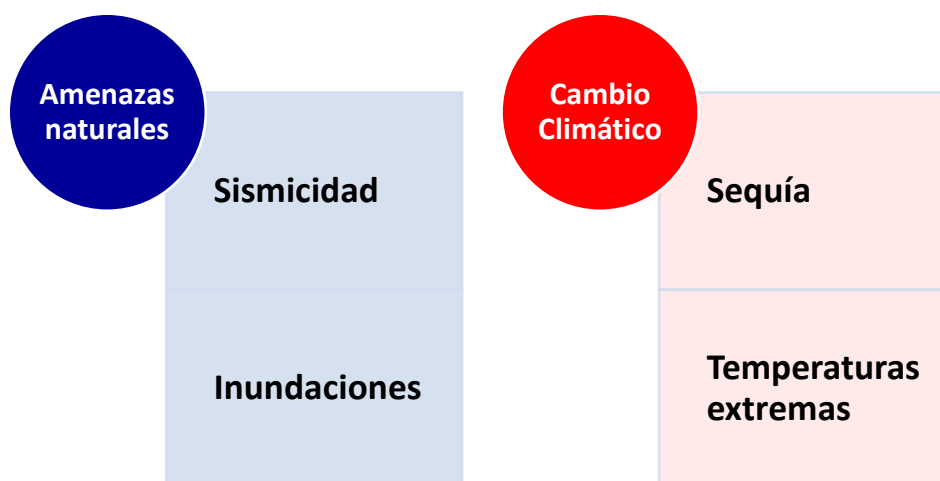 Amenazas
naturales
Sismicidad
Inundaciones
Cambio
Climático
Sequía
Temperaturas
extremas